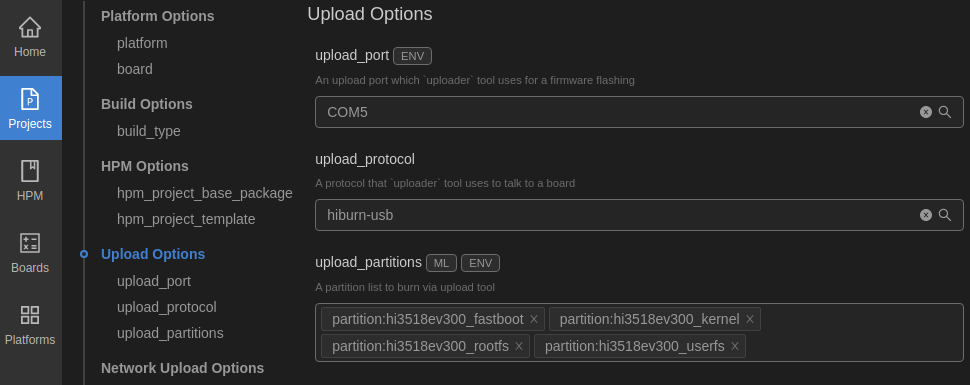 Home
Projects
HPM
Boards
Platforms
Platform Options
platform
board
Build Options
build_type
HPM Options
hpm_project_base_package
hpm_project_template
Upload Options
upload_port
upload_protocol
upload_partitions
Network Upload Options
Upload Options
upload_port ENV
An upload port which `uploader` tool uses for a firmware flashing
COM5
upload_protocol
A protocol that `uploader` tool uses to talk to a board
hiburn-usb
upload_partitions ML ENV
A partition list to burn via upload tool
partition:hi3518ev300_fastboot × partition:hi3518ev300_kernel ×
partition:hi3518ev300_rootfs × partition:hi3518ev300_userfs ×